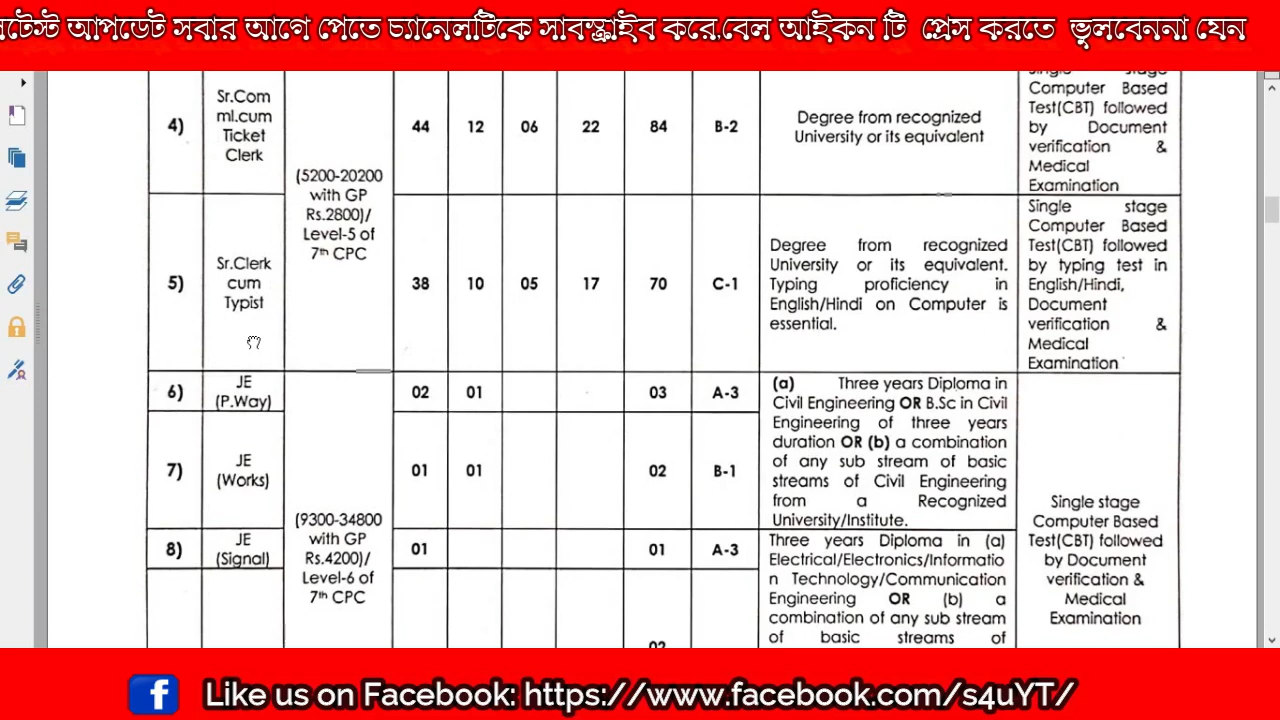 লেটেস্ট আপডেট সবার আগে পেতে চ্যানেলটিকে সাবস্ক্রাইব করে,বেল আইকন টি প্রেস করতে ভুলবেননা যেন
4)
Sr.Com
ml.cum
Ticket
Clerk
(5200-20200
with GP
Rs.2800)/
Level-5 of
7th CPC
44 12 06 22 84 B-2
Degree from recognized
University or its equivalent
Single stage
Computer Based
Test(CBT) followed
by Document
verification &
Medical
Examination
5)
Sr.Clerk
cum
Typist
38 10 05 17 70 C-1
Degree from recognized
University or its equivalent.
Typing proficiency in
English/Hindi on Computer is
essential.
Single stage
Computer Based
Test(CBT) followed
by typing test in
English/Hindi,
Document
verification &
Medical
Examination
6)
JE
(P.Way)
(9300-34800
with GP
Rs.4200)/
Level-6 of
7th CPC
02 01 03 A-3
(a) Three years Diploma in
Civil Engineering OR B.Sc in Civil
Engineering of three years
duration OR (b) a combination
of any sub stream of basic
streams of Civil Engineering
from a Recognized
University/Institute.
Single stage
Computer Based
Test(CBT) followed
by Document
verification &
Medical
Examination
7)
JE
(Works)
01 01 02 B-1
8)
JE
(Signal)
01 01 A-3
Three years Diploma in (a)
Electrical/Electronics/Informatio
n Technology/Communication
Engineering OR (b) a
combination of any sub stream
of basic streams of
Like us on Facebook: https://www.facebook.com/s4uYT/